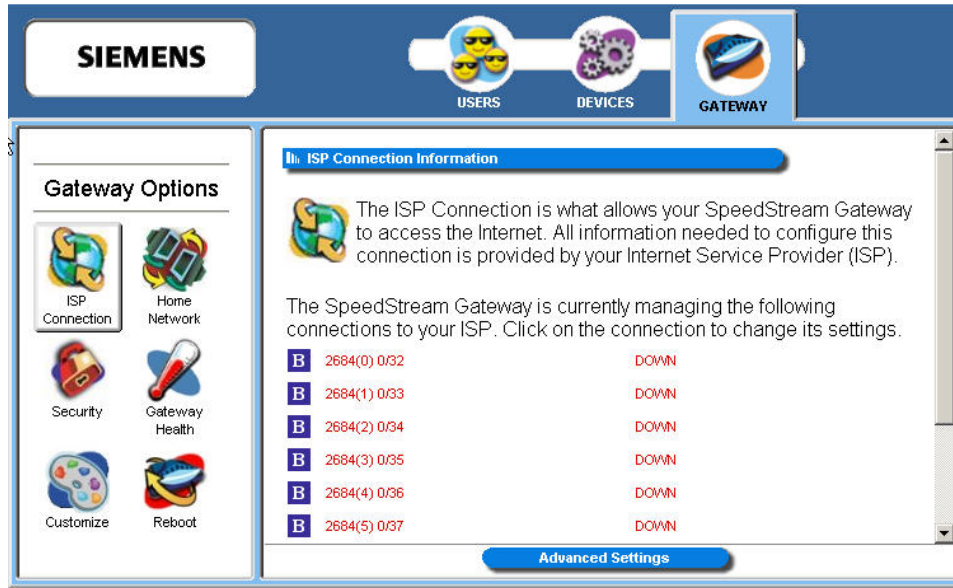 SIEMENS
USERS
DEVICES
GATEWAY
Gateway Options
ISP
Connection
Home
Network
Security
Gateway
Health
Customize
Reboot
ISP Connection Information
The ISP Connection is what allows your SpeedStream Gateway
to access the Internet. All information needed to configure this
connection is provided by your Internet Service Provider (ISP).
The SpeedStream Gateway is currently managing the following
connections to your ISP. Click on the connection to change its settings.
B 2684(0) 0/32 DOWN
B 2684(1) 0/33 DOWN
B 2684(2) 0/34 DOWN
B 2684(3) 0/35 DOWN
B 2684(4) 0/36 DOWN
B 2684(5) 0/37 DOWN
Advanced Settings